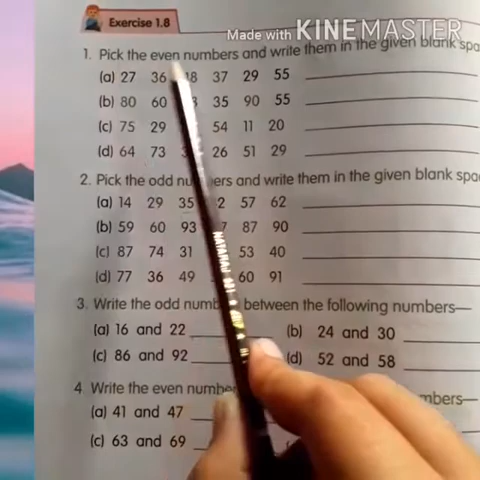 Exercise 1.8
Made with KINEMASTER
1. Pick the even numbers and write them in the given blank spa
(a) 27 36 48 37 29 55
(b) 80 60 35 90 55
(c) 75 29 54 11 20
(d) 64 73 26 51 29
2. Pick the odd numbers and write them in the given blank spa
(a) 14 29 35 57 62
(b) 59 60 93 87 90
(c) 87 74 31 53 40
(d) 77 36 49 60 91
3. Write the odd between the following numbers—
(a) 16 and 22 (b) 24 and 30
(c) 86 and 92 (d) 52 and 58
4. Write the even mbers—
(a) 41 and 47
(c) 63 and 69
NATARAJ 621